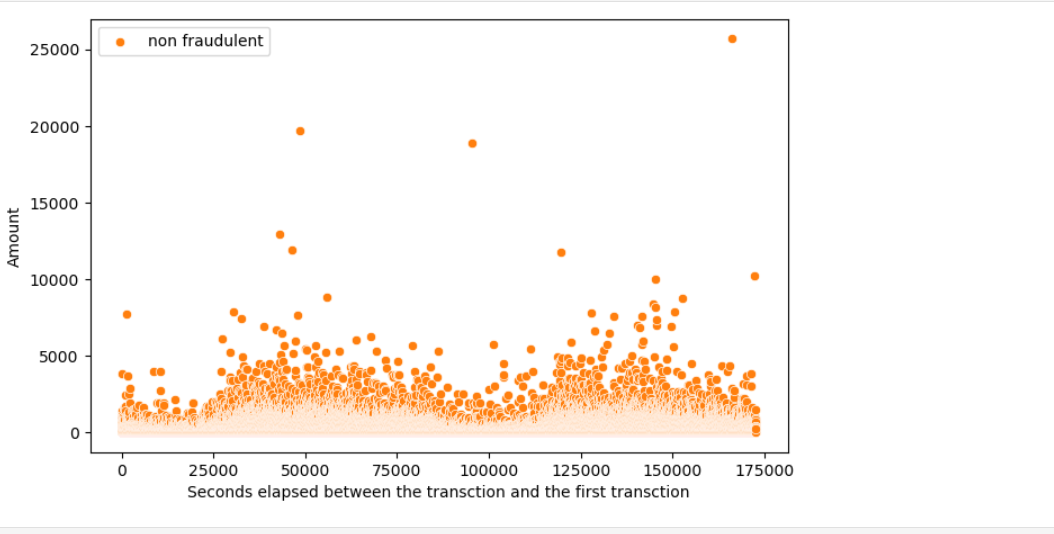 non fraudulent
25000
20000
15000
10000
5000
0
Amount
0 25000 50000 75000 100000 125000 150000 175000
Seconds elapsed between the transction and the first transction